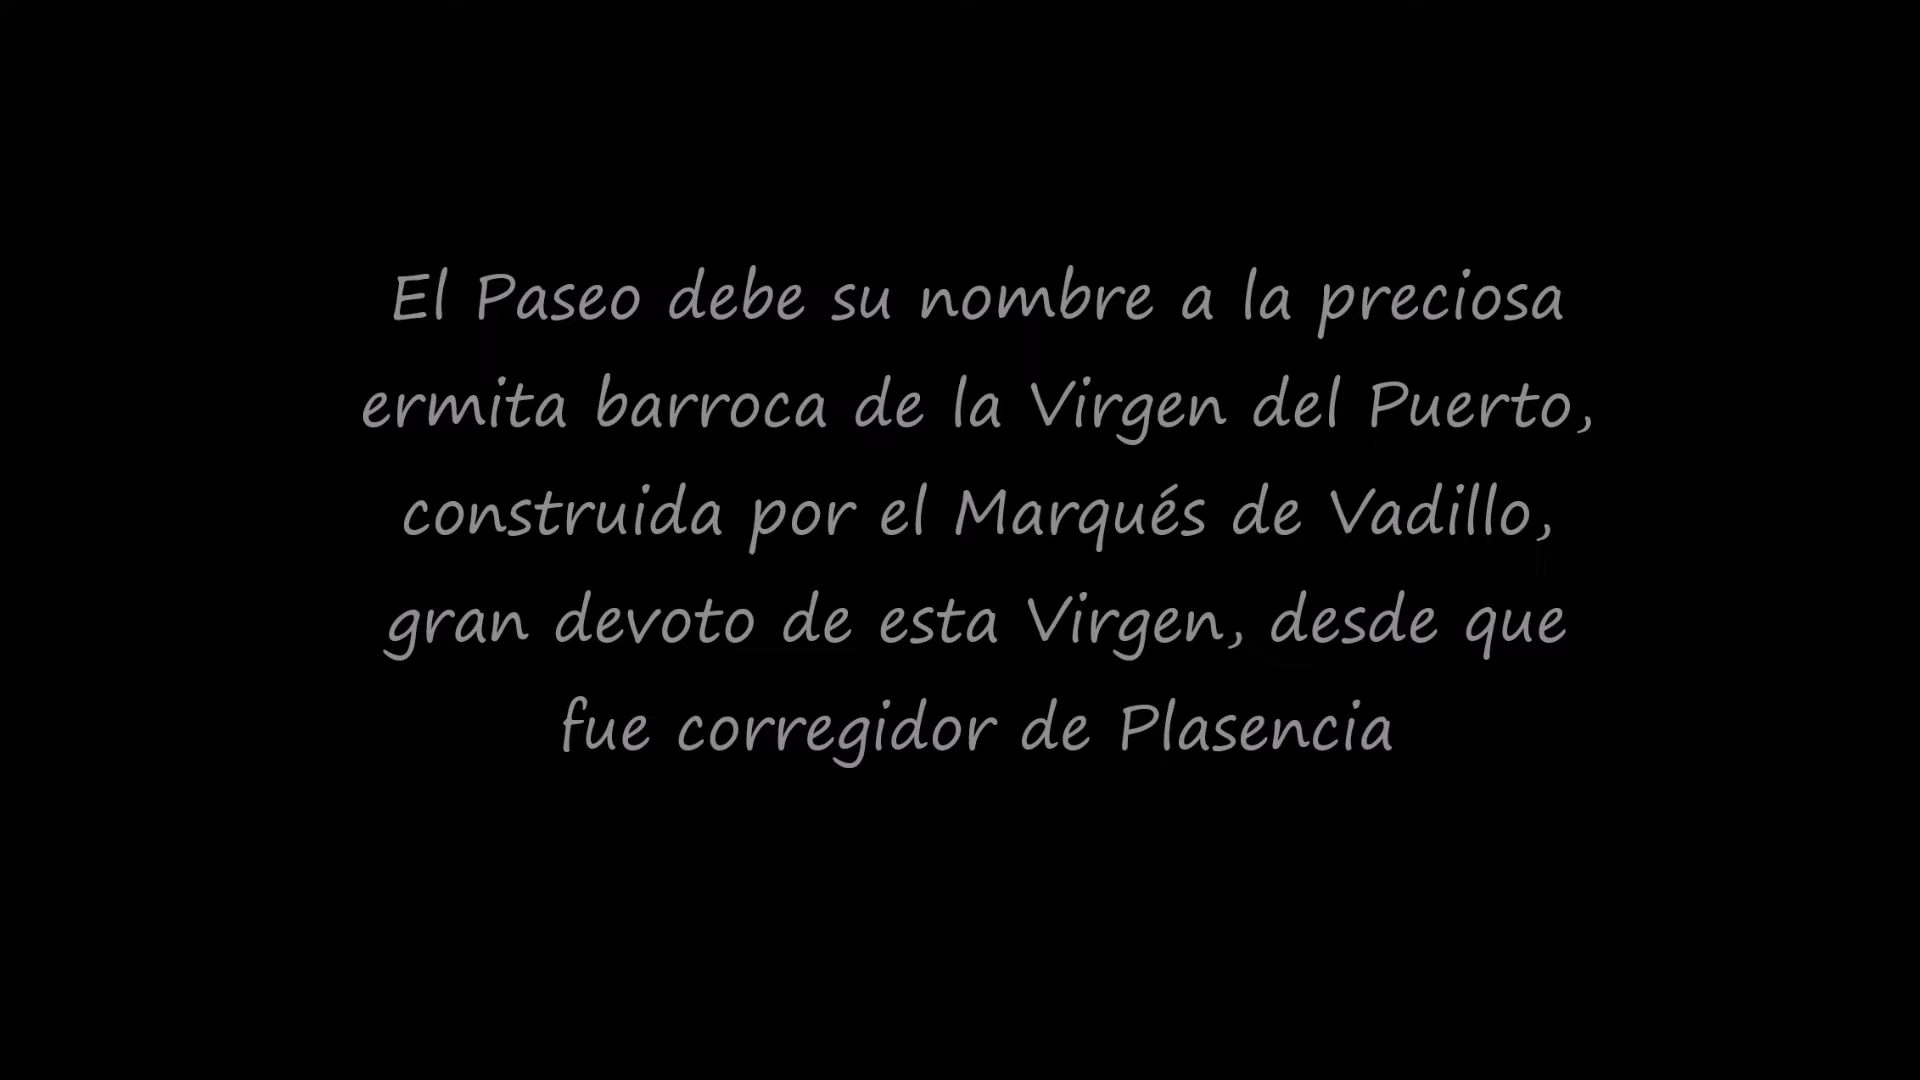 El Paseo debe su nombre a la preciosa
ermita barroca de la Virgen del Puerto,
construida por el Marqués de Vadillo,
gran devoto de esta Virgen, desde que
fue corregidor de Plasencia